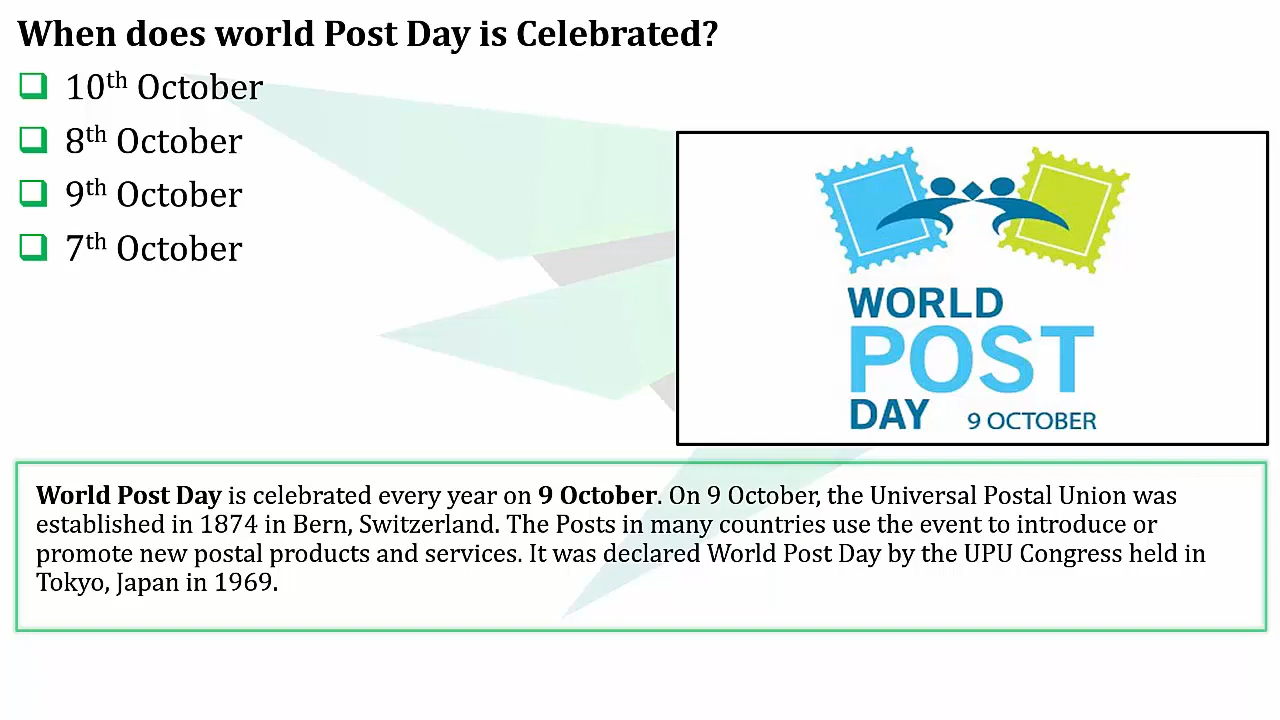 When does world Post Day is Celebrated?
10th October
8th October
9th October
7th October
WORLD
POST
DAY 9 OCTOBER
World Post Day is celebrated every year on 9 October. On 9 October, the Universal Postal Union was
established in 1874 in Bern, Switzerland. The Posts in many countries use the event to introduce or
promote new postal products and services. It was declared World Post Day by the UPU Congress held in
Tokyo, Japan in 1969.